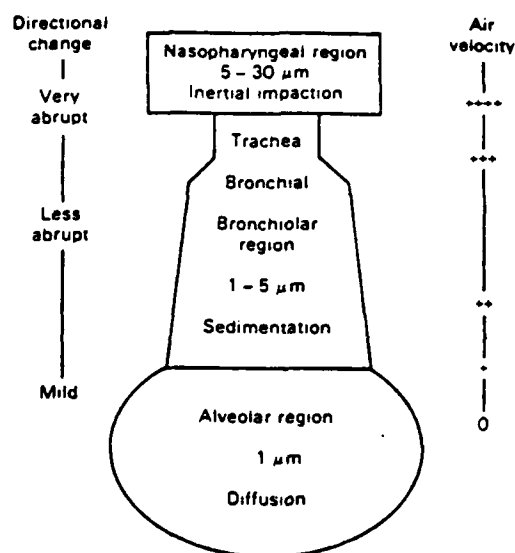 Directional
change
Very
abrupt
Less
abrupt
Mild
Nasopharyngeal region
5 – 30 μm
Inertial impaction
Trachea
Bronchial
Bronchiolar
region
1 – 5 μm
Sedimentation
Alveolar region
1 μm
Diffusion
Air
velocity
++++
+++
++
+
0